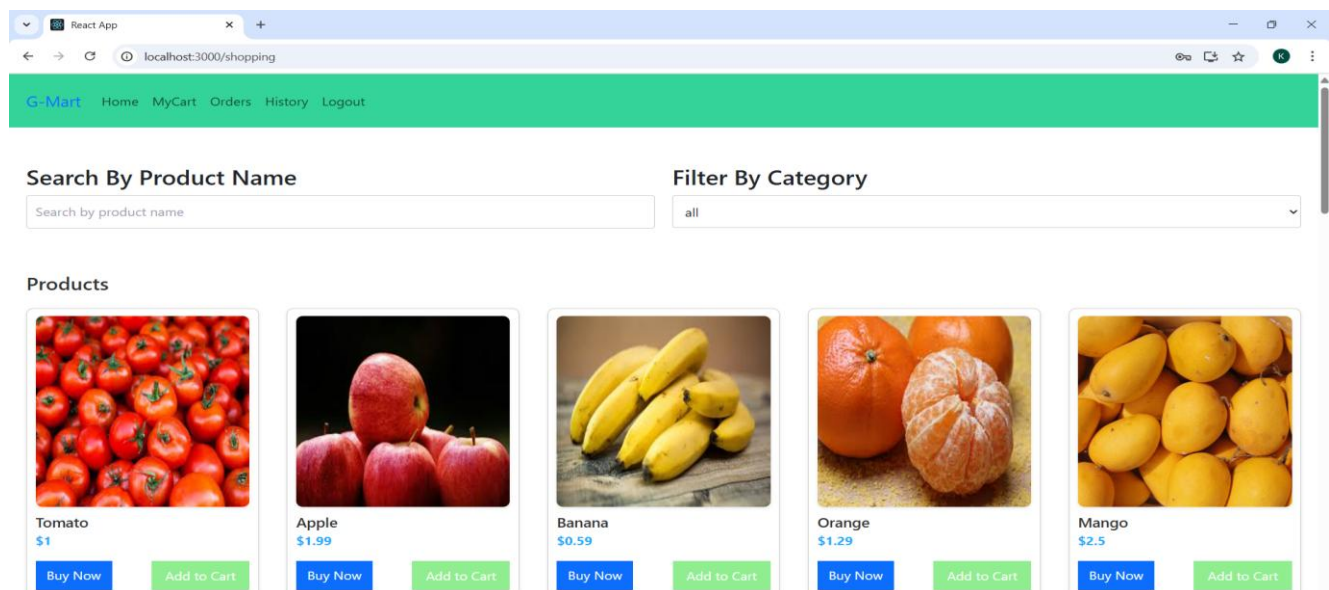 React App
localhost:3000/shopping
K
G-Mart Home MyCart Orders History Logout
Search By Product Name
Filter By Category
Search by product name
all
Products
Tomato
$1
Buy Now Add to Cart
Apple
$1.99
Buy Now Add to Cart
Banana
$0.59
Buy Now Add to Cart
Orange
$1.29
Buy Now Add to Cart
Mango
$2.5
Buy Now Add to Cart